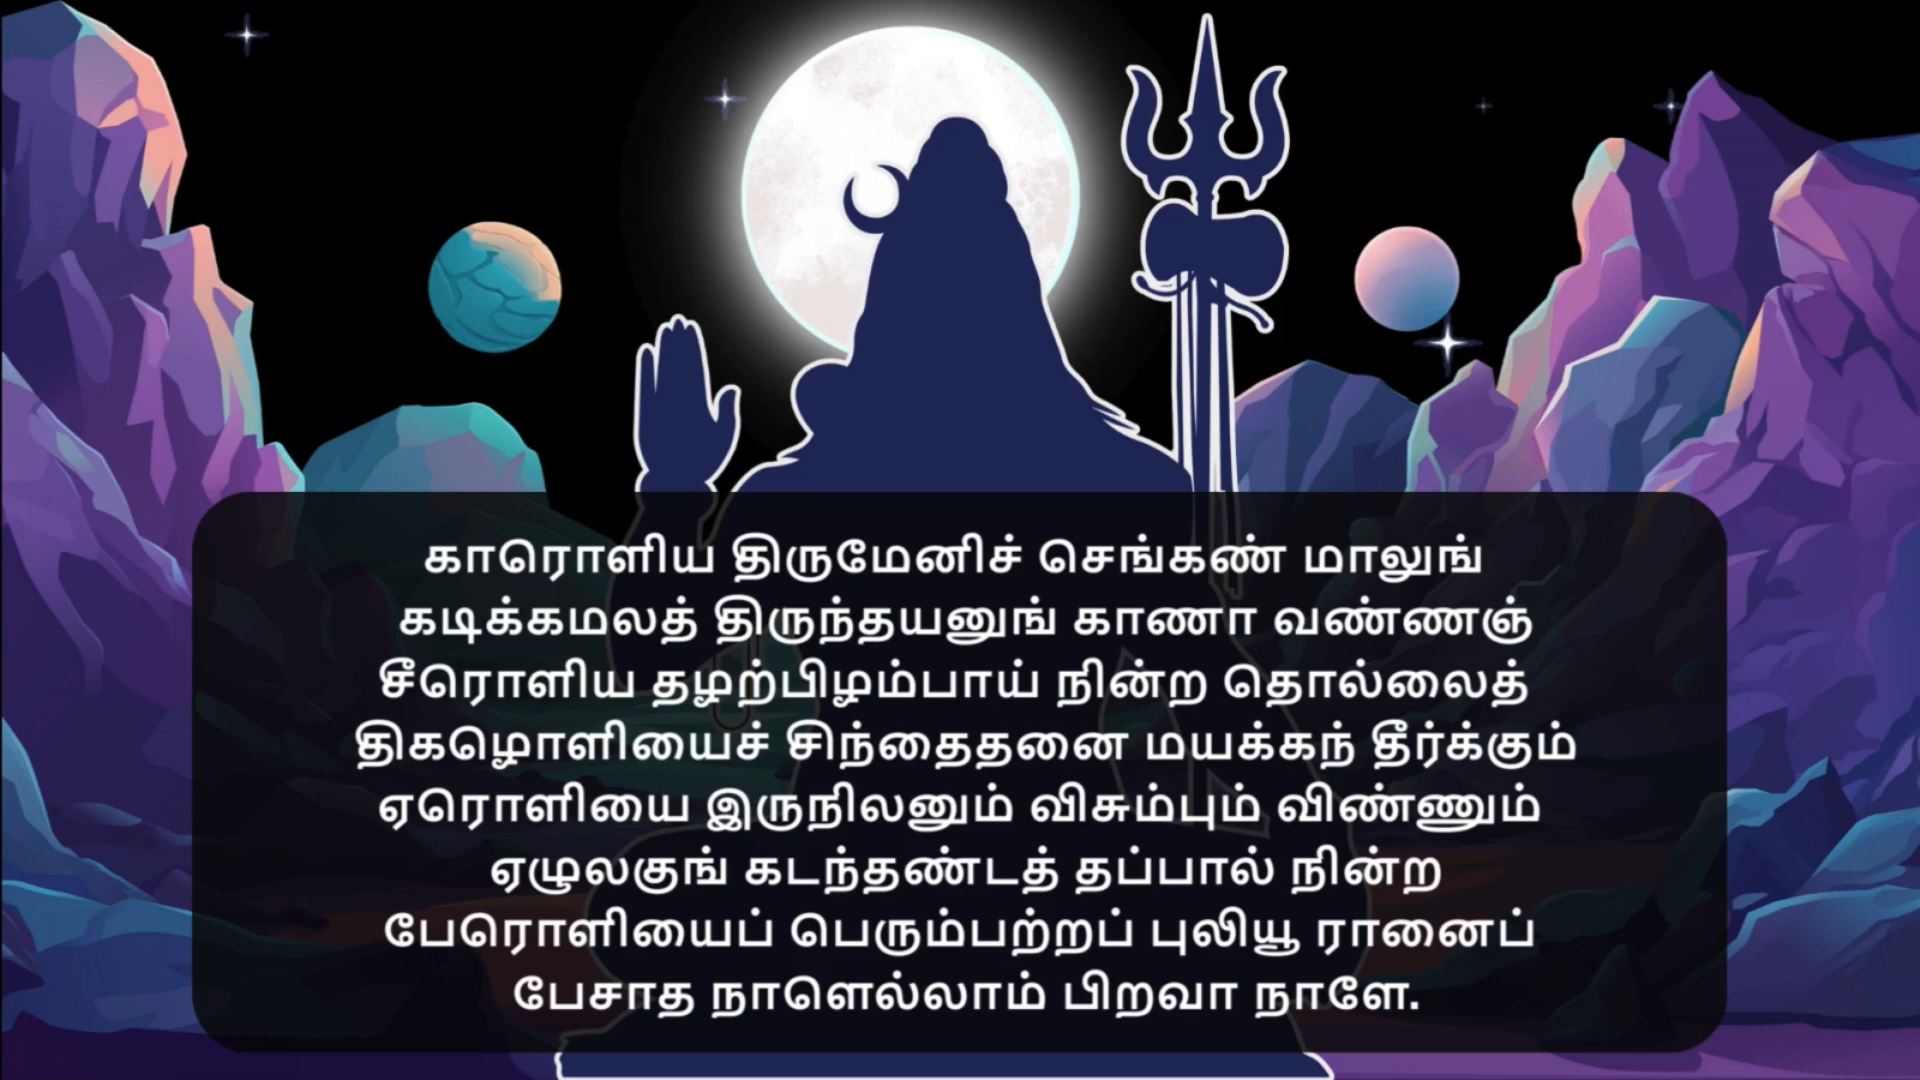 காரொளிய திருமேனிச் செங்கண் மாலுங்
கடிக்கமலத் திருந்தயனுங் காணா வண்ணஞ்
சீரொளிய தழற்பிழம்பாய் நின்ற தொல்லைத்
திகழொளியைச் சிந்தைதனை மயக்கந் தீர்க்கும்
ஏரொளியை இருநிலனும் விசும்பும் விண்ணும்
ஏழுலகுங் கடந்தண்டத் தப்பால் நின்ற
பேரொளியைப் பெரும்பற்றப் புலியூ ரானைப்
பேசாத நாளெல்லாம் பிறவா நாளே.